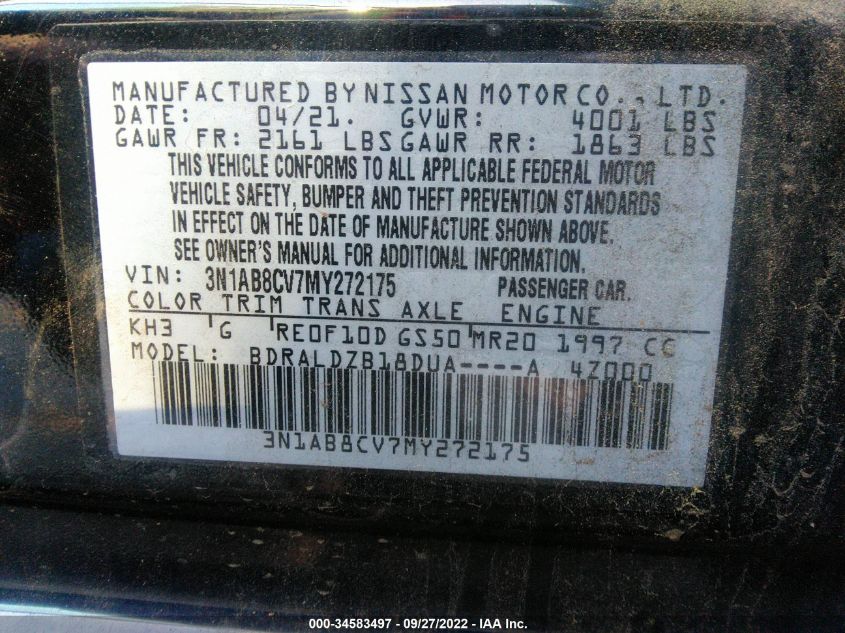 MANUFACTURED BY NISSAN MOTOR CO., LTD.
DATE: 04/21. GVWR: 4001 LBS
GAWR FR: 2161 LBS GAWR RR: 1863 LBS
THIS VEHICLE CONFORMS TO ALL APPLICABLE FEDERAL MOTOR
VEHICLE SAFETY, BUMPER AND THEFT PREVENTION STANDARDS
IN EFFECT ON THE DATE OF MANUFACTURE SHOWN ABOVE.
SEE OWNER'S MANUAL FOR ADDITIONAL INFORMATION.
VIN: 3N1AB8CV7MY272175 PASSENGER CAR.
COLOR TRIM TRANS AXLE ENGINE
KH3 G RE0F10D GS50 MR20 1997 CC
MODEL: BDRALDZB18DUA----A 4Z000
3N1AB8CV7MY272175
000-34583497 - 09/27/2022 - IAA Inc.